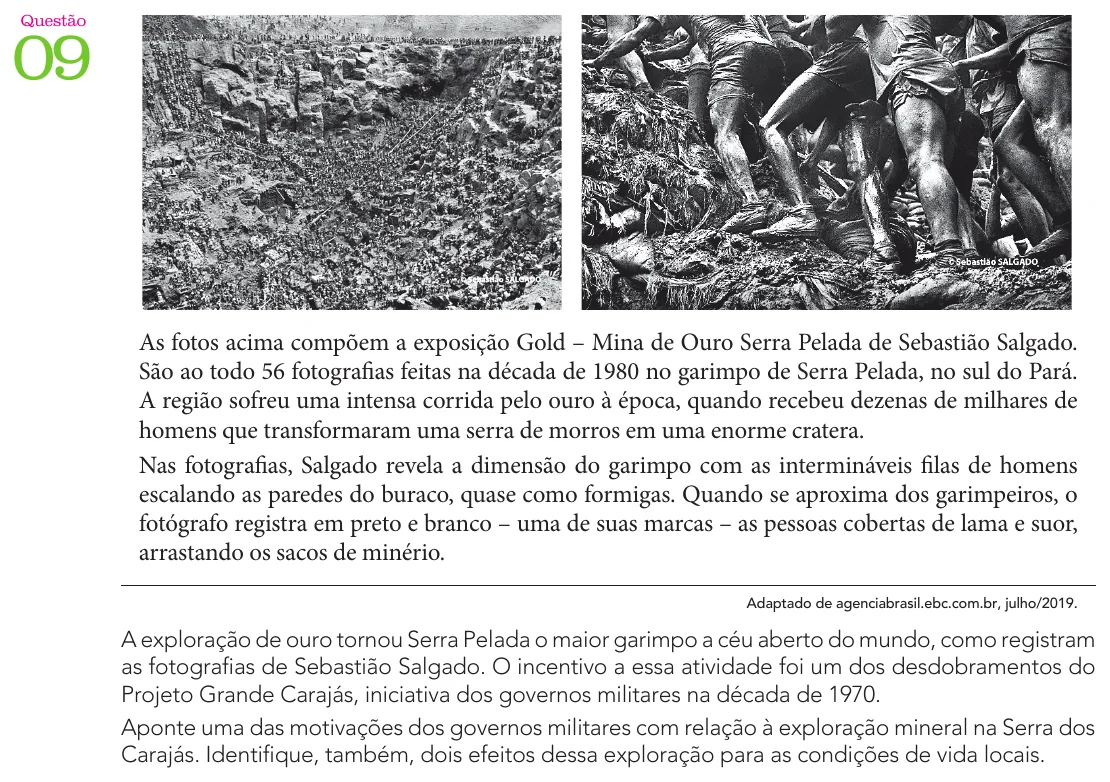 Questão
09
© Sebastião SALGADO
© Sebastião SALGADO
As fotos acima compõem a exposição Gold – Mina de Ouro Serra Pelada de Sebastião Salgado.
São ao todo 56 fotografias feitas na década de 1980 no garimpo de Serra Pelada, no sul do Pará.
A região sofreu uma intensa corrida pelo ouro à época, quando recebeu dezenas de milhares de
homens que transformaram uma serra de morros em uma enorme cratera.
Nas fotografias, Salgado revela a dimensão do garimpo com as intermináveis filas de homens
escalando as paredes do buraco, quase como formigas. Quando se aproxima dos garimpeiros, o
fotógrafo registra em preto e branco – uma de suas marcas – as pessoas cobertas de lama e suor,
arrastando os sacos de minério.
Adaptado de agenciabrasil.ebc.com.br, julho/2019.
A exploração de ouro tornou Serra Pelada o maior garimpo a céu aberto do mundo, como registram
as fotografias de Sebastião Salgado. O incentivo a essa atividade foi um dos desdobramentos do
Projeto Grande Carajás, iniciativa dos governos militares na década de 1970.
Aponte uma das motivações dos governos militares com relação à exploração mineral na Serra dos
Carajás. Identifique, também, dois efeitos dessa exploração para as condições de vida locais.